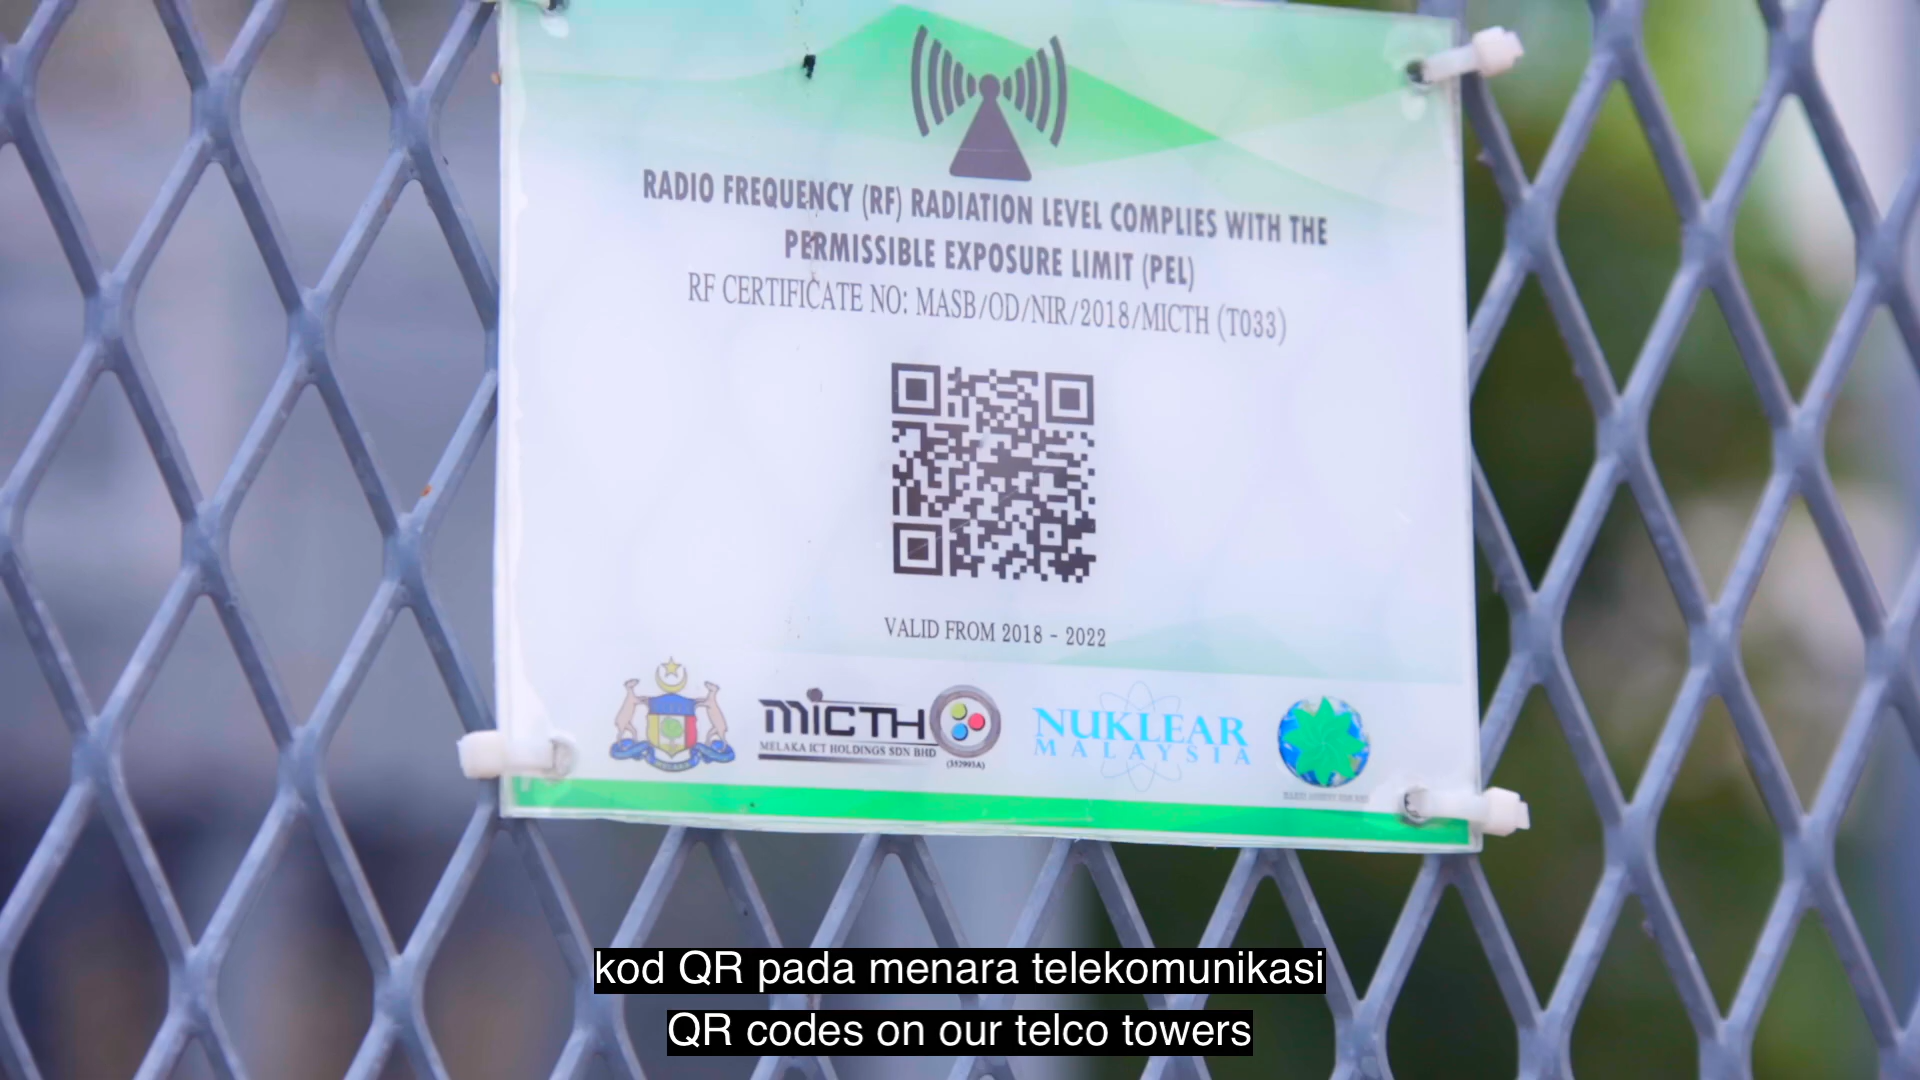 RADIO FREQUENCY (RF) RADIATION LEVEL COMPLIES WITH THE
PERMISSIBLE EXPOSURE LIMIT (PEL)
RF CERTIFICATE NO: MASB/OD/NIR/2018/MICTH (T033)
VALID FROM 2018 - 2022
MELAKA
MICTH
MELAKA ICT HOLDINGS SDN BHD
(352993A)
NUKLEAR
MALAYSIA
kod QR pada menara telekomunikasi
QR codes on our telco towers